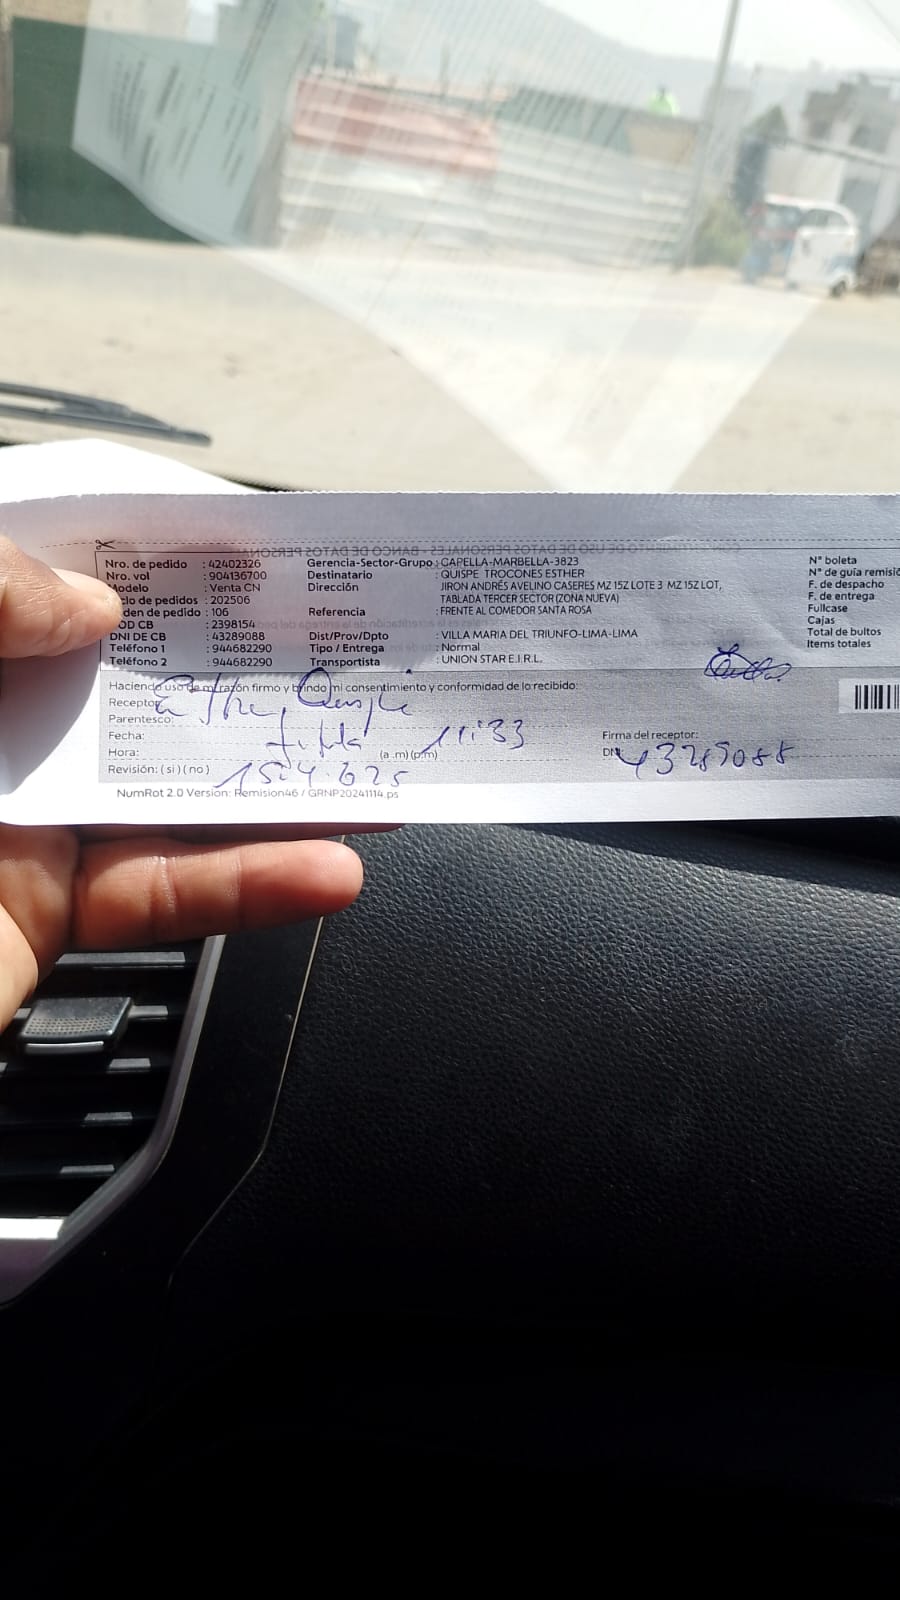 Nro. de pedido : 42402326 Gerencia-Sector-Grupo : CAPELLA-MARBELLA-3823 N° boleta
Nro. vol : 904136700 Destinatario : QUISPE TROCONES ESTHER N° de guía remisió
Modelo : Venta CN Dirección : JIRON ANDRÉS AVELINO CASERES MZ 15Z LOTE 3 MZ 15Z LOT, F. de despacho
clo de pedidos : 202506 TABLADA TERCER SECTOR (ZONA NUEVA) F. de entrega
den de pedido : 106 Referencia : FRENTE AL COMEDOR SANTA ROSA Fullcase
OD CB : 2398154 Cajas
DNI DE CB : 43289088 Dist/Prov/Dpto : VILLA MARIA DEL TRIUNFO-LIMA-LIMA Total de bultos
Teléfono 1 : 944682290 Tipo / Entrega : Normal Items totales
Teléfono 2 : 944682290 Transportista : UNION STAR E.I.R.L.
Haciendo uso de mi razón firmo y brindo mi consentimiento y conformidad de lo recibido:
Receptor: Esther Quispe
Parentesco:
Fecha: 11:33 Firma del receptor:
Hora: (a .m) (p.m) DNI 43289088
Revisión: ( si ) ( no )
NumRot 2.0 Version: Remision46 / GRNP20241114.ps